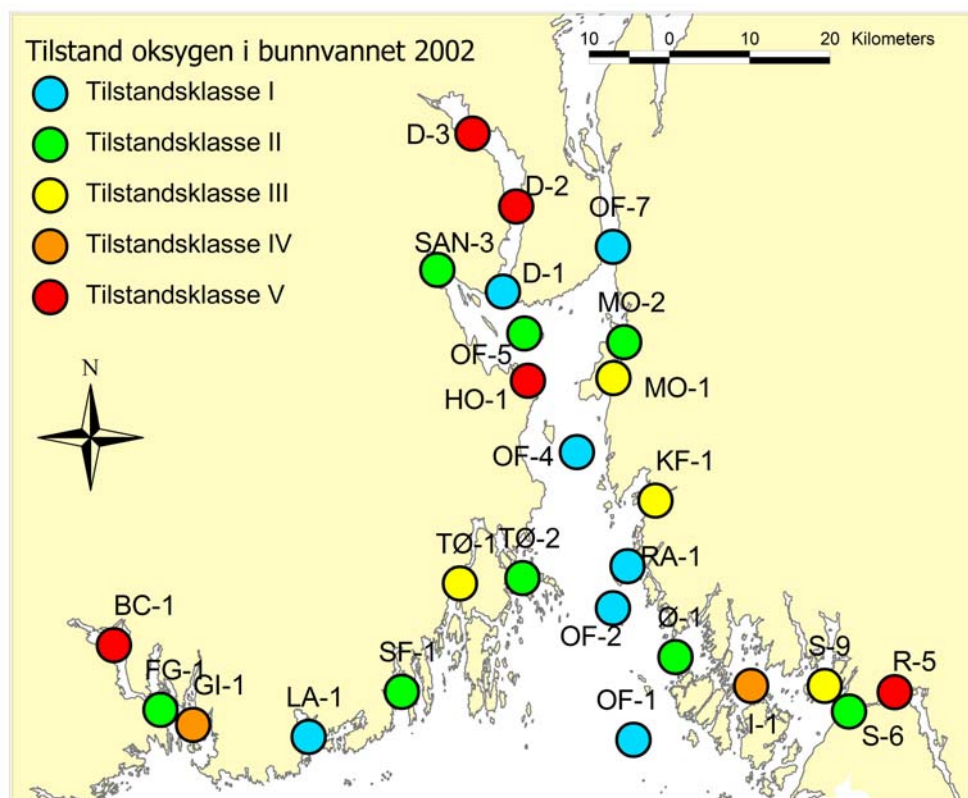 Tilstand oksygen i bunnvannet 2002
Tilstandsklasse I
Tilstandsklasse II
Tilstandsklasse III
Tilstandsklasse IV
Tilstandsklasse V
10 0 10 20 Kilometers
N
D-3
D-2
OF-7
SAN-3
D-1
MO-2
OF-5
HO-1
MO-1
OF-4
KF-1
TØ-1
TØ-2
RA-1
BC-1
OF-2
Ø-1
FG-1
SF-1
S-9
R-5
GI-1
LA-1
OF-1
I-1
S-6